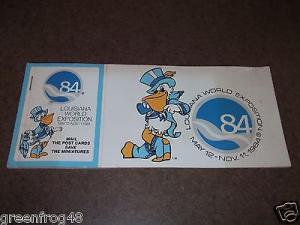 84
LOUISIANA
WORLD
EXPOSITION
MAIL
THE POST CARDS
SAVE
THE MINIATURES
LOUISIANA WORLD EXPOSITION
84
MAY 12-NOV. 11, 1984
greenfrog48